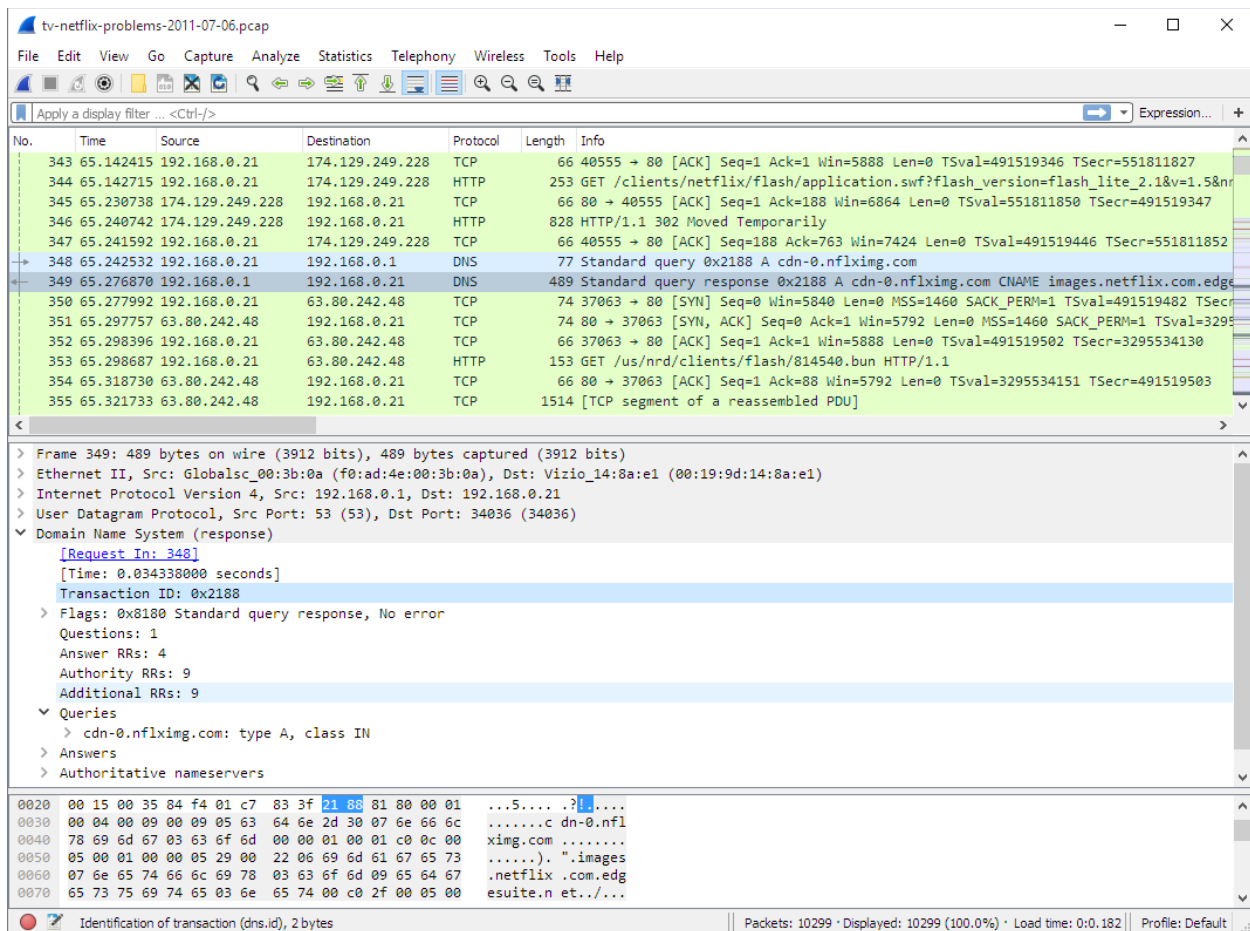 tv-netflix-problems-2011-07-06.pcap
File Edit View Go Capture Analyze Statistics Telephony Wireless Tools Help
Apply a display filter ... <Ctrl-/> Expression... +
No. Time Source Destination Protocol Length Info
343 65.142415 192.168.0.21 174.129.249.228 TCP 66 40555 → 80 [ACK] Seq=1 Ack=1 Win=5888 Len=0 TSval=491519346 TSecr=551811827
344 65.142715 192.168.0.21 174.129.249.228 HTTP 253 GET /clients/netflix/flash/application.swf?flash_version=flash_lite_2.1&v=1.5&nr
345 65.230738 174.129.249.228 192.168.0.21 TCP 66 80 → 40555 [ACK] Seq=1 Ack=188 Win=6864 Len=0 TSval=551811850 TSecr=491519347
346 65.240742 174.129.249.228 192.168.0.21 HTTP 828 HTTP/1.1 302 Moved Temporarily
347 65.241592 192.168.0.21 174.129.249.228 TCP 66 40555 → 80 [ACK] Seq=188 Ack=763 Win=7424 Len=0 TSval=491519446 TSecr=551811852
348 65.242532 192.168.0.21 192.168.0.1 DNS 77 Standard query 0x2188 A cdn-0.nflximg.com
349 65.276870 192.168.0.1 192.168.0.21 DNS 489 Standard query response 0x2188 A cdn-0.nflximg.com CNAME images.netflix.com.edge
350 65.277992 192.168.0.21 63.80.242.48 TCP 74 37063 → 80 [SYN] Seq=0 Win=5840 Len=0 MSS=1460 SACK_PERM=1 TSval=491519482 TSecr
351 65.297757 63.80.242.48 192.168.0.21 TCP 74 80 → 37063 [SYN, ACK] Seq=0 Ack=1 Win=5792 Len=0 MSS=1460 SACK_PERM=1 TSval=3295
352 65.298396 192.168.0.21 63.80.242.48 TCP 66 37063 → 80 [ACK] Seq=1 Ack=1 Win=5888 Len=0 TSval=491519502 TSecr=3295534130
353 65.298687 192.168.0.21 63.80.242.48 HTTP 153 GET /us/nrd/clients/flash/814540.bun HTTP/1.1
354 65.318730 63.80.242.48 192.168.0.21 TCP 66 80 → 37063 [ACK] Seq=1 Ack=88 Win=5792 Len=0 TSval=3295534151 TSecr=491519503
355 65.321733 63.80.242.48 192.168.0.21 TCP 1514 [TCP segment of a reassembled PDU]
> Frame 349: 489 bytes on wire (3912 bits), 489 bytes captured (3912 bits)
> Ethernet II, Src: Globalsc_00:3b:0a (f0:ad:4e:00:3b:0a), Dst: Vizio_14:8a:e1 (00:19:9d:14:8a:e1)
> Internet Protocol Version 4, Src: 192.168.0.1, Dst: 192.168.0.21
> User Datagram Protocol, Src Port: 53 (53), Dst Port: 34036 (34036)
Domain Name System (response)
[Request In: 348]
[Time: 0.034338000 seconds]
Transaction ID: 0x2188
> Flags: 0x8180 Standard query response, No error
Questions: 1
Answer RRs: 4
Authority RRs: 9
Additional RRs: 9
Queries
> cdn-0.nflximg.com: type A, class IN
> Answers
> Authoritative nameservers
0020 00 15 00 35 84 f4 01 c7 83 3f 21 88 81 80 00 01 ...5.... .?!.....
0030 00 04 00 09 00 09 05 63 64 6e 2d 30 07 6e 66 6c .......c dn-0.nfl
0040 78 69 6d 67 03 63 6f 6d 00 00 01 00 01 c0 0c 00 ximg.com ........
0050 05 00 01 00 00 05 29 00 22 06 69 6d 61 67 65 73 ......). ".images
0060 07 6e 65 74 66 6c 69 78 03 63 6f 6d 09 65 64 67 .netflix .com.edg
0070 65 73 75 69 74 65 03 6e 65 74 00 c0 2f 00 05 00 esuite.n et../...
Identification of transaction (dns.id), 2 bytes Packets: 10299 · Displayed: 10299 (100.0%) · Load time: 0:0.182 Profile: Default